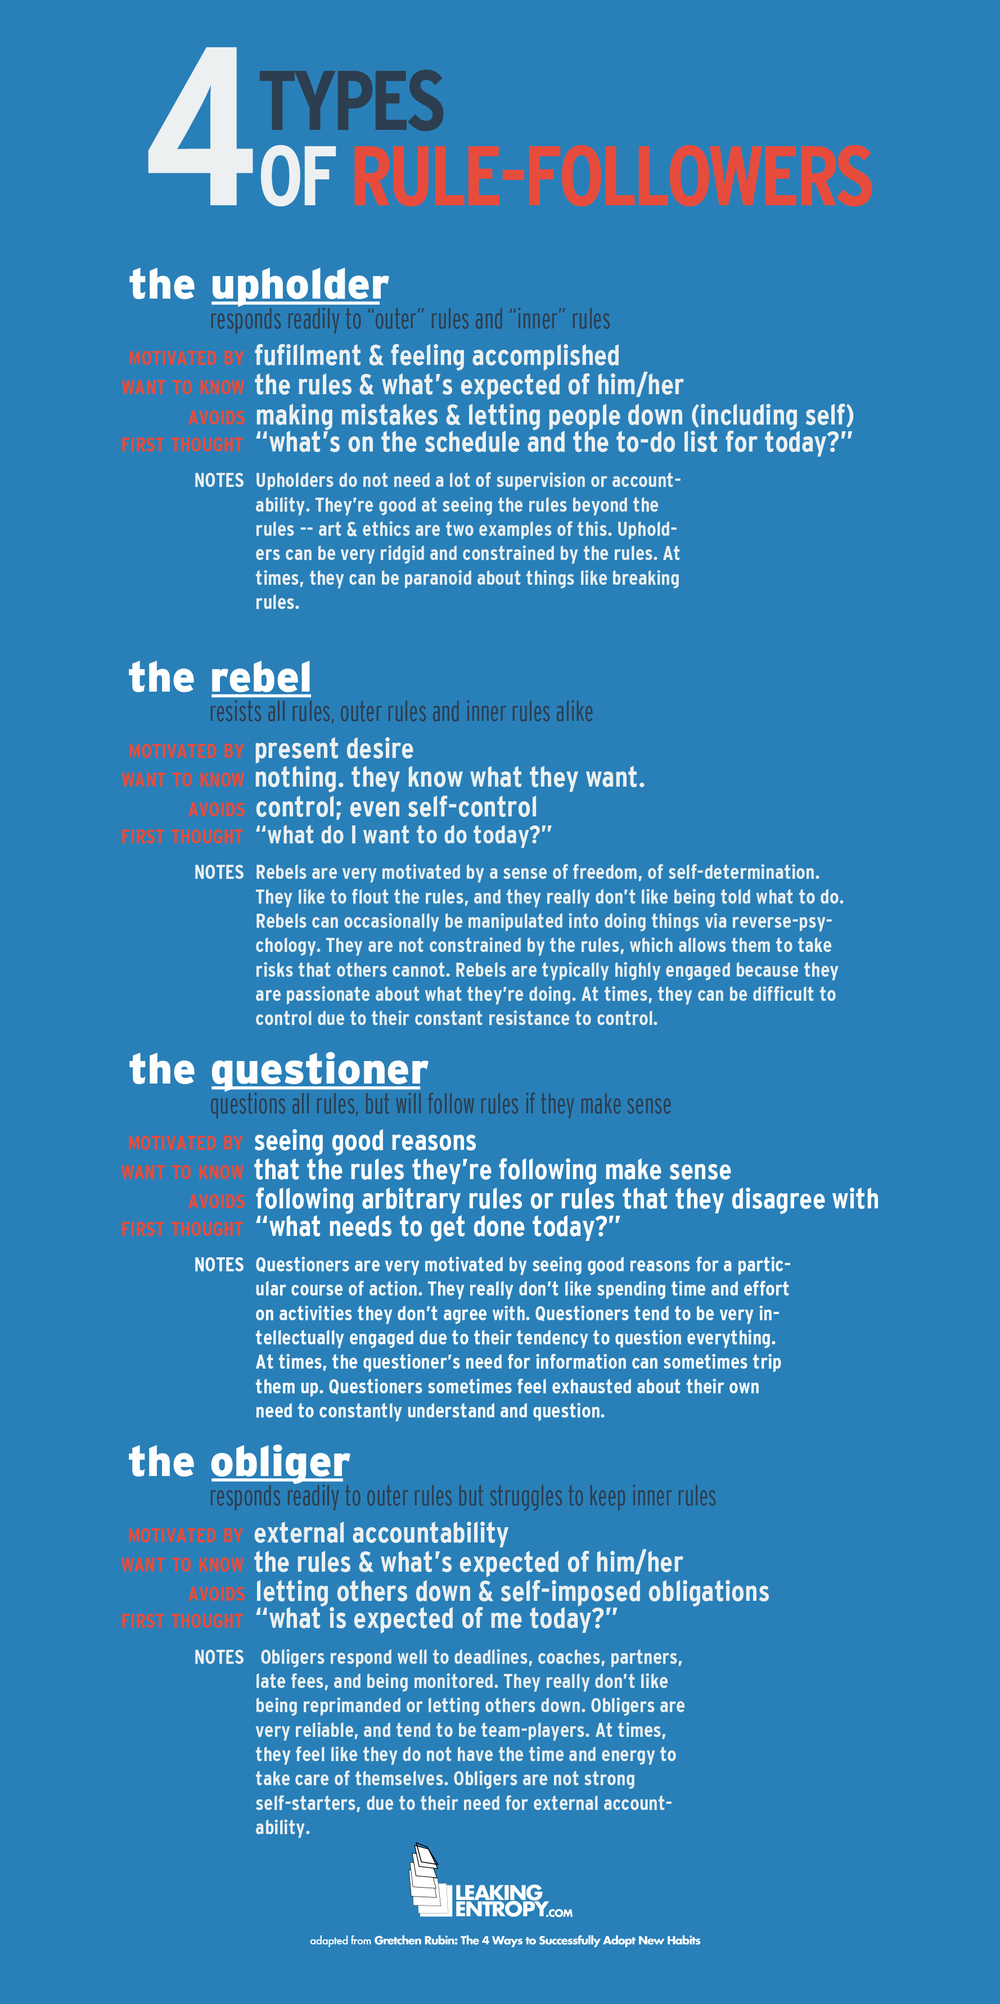 4 TYPES
OF RULE-FOLLOWERS
the upholder
responds readily to “outer” rules and “inner” rules
MOTIVATED BY fufillment & feeling accomplished
WANT TO KNOW the rules & what’s expected of him/her
AVOIDS making mistakes & letting people down (including self)
FIRST THOUGHT “what’s on the schedule and the to-do list for today?”
NOTES Upholders do not need a lot of supervision or account-
ability. They’re good at seeing the rules beyond the
rules -- art & ethics are two examples of this. Uphold-
ers can be very ridgid and constrained by the rules. At
times, they can be paranoid about things like breaking
rules.
the rebel
resists all rules, outer rules and inner rules alike
MOTIVATED BY present desire
WANT TO KNOW nothing. they know what they want.
AVOIDS control; even self-control
FIRST THOUGHT “what do I want to do today?”
NOTES Rebels are very motivated by a sense of freedom, of self-determination.
They like to flout the rules, and they really don’t like being told what to do.
Rebels can occasionally be manipulated into doing things via reverse-psy-
chology. They are not constrained by the rules, which allows them to take
risks that others cannot. Rebels are typically highly engaged because they
are passionate about what they’re doing. At times, they can be difficult to
control due to their constant resistance to control.
the questioner
questions all rules, but will follow rules if they make sense
MOTIVATED BY seeing good reasons
WANT TO KNOW that the rules they’re following make sense
AVOIDS following arbitrary rules or rules that they disagree with
FIRST THOUGHT “what needs to get done today?”
NOTES Questioners are very motivated by seeing good reasons for a partic-
ular course of action. They really don’t like spending time and effort
on activities they don’t agree with. Questioners tend to be very in-
tellectually engaged due to their tendency to question everything.
At times, the questioner’s need for information can sometimes trip
them up. Questioners sometimes feel exhausted about their own
need to constantly understand and question.
the obliger
responds readily to outer rules but struggles to keep inner rules
MOTIVATED BY external accountability
WANT TO KNOW the rules & what’s expected of him/her
AVOIDS letting others down & self-imposed obligations
FIRST THOUGHT “what is expected of me today?”
NOTES Obligers respond well to deadlines, coaches, partners,
late fees, and being monitored. They really don’t like
being reprimanded or letting others down. Obligers are
very reliable, and tend to be team-players. At times,
they feel like they do not have the time and energy to
take care of themselves. Obligers are not strong
self-starters, due to their need for external account-
ability.
LEAKING
ENTROPY.COM
adapted from Gretchen Rubin: The 4 Ways to Successfully Adopt New Habits